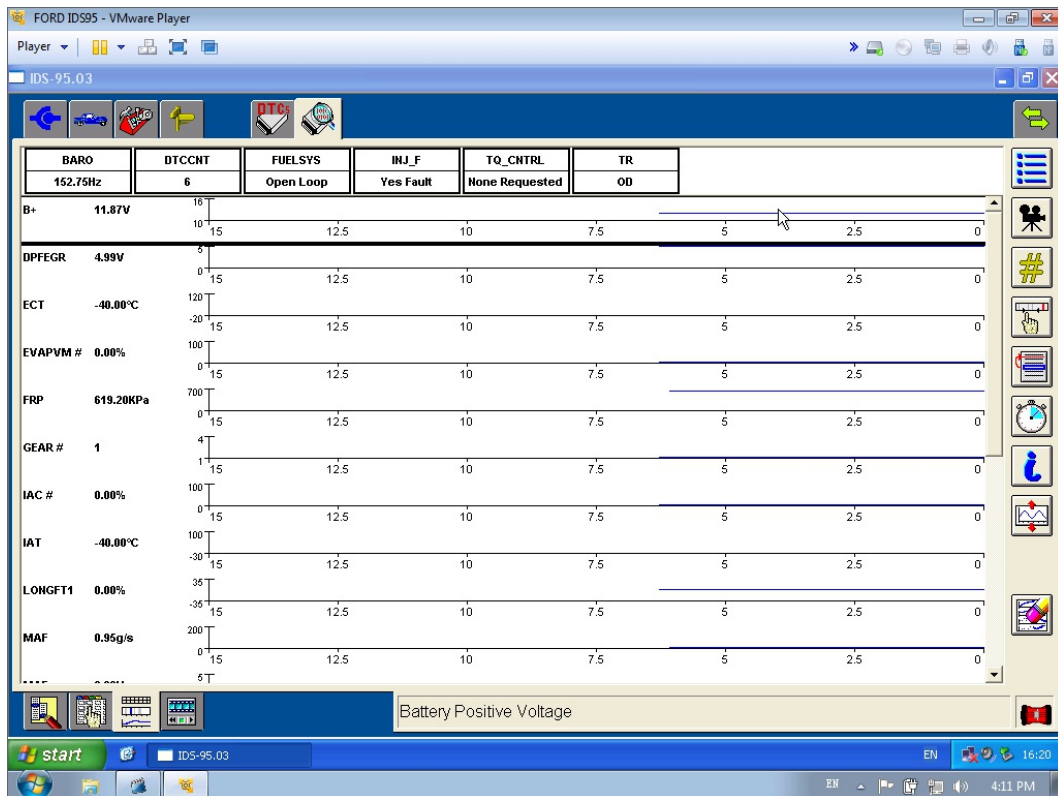 FORD IDS95 - VMware Player
Player
IDS-95.03
DTCs
BARO DTCCNT FUELSYS INJ_F TQ_CNTRL TR
152.75Hz 6 Open Loop Yes Fault None Requested OD
B+ 11.87V 16
10
15 12.5 10 7.5 5 2.5 0
DPFEGR 4.99V 5
0
15 12.5 10 7.5 5 2.5 0
ECT -40.00°C 120
-20
15 12.5 10 7.5 5 2.5 0
EVAPVM # 0.00% 100
0
15 12.5 10 7.5 5 2.5 0
FRP 619.20KPa 700
0
15 12.5 10 7.5 5 2.5 0
GEAR # 1 4
1
15 12.5 10 7.5 5 2.5 0
IAC # 0.00% 100
0
15 12.5 10 7.5 5 2.5 0
IAT -40.00°C 100
-30
15 12.5 10 7.5 5 2.5 0
LONGFT1 0.00% 35
-35
15 12.5 10 7.5 5 2.5 0
MAF 0.95g/s 200
0
15 12.5 10 7.5 5 2.5 0
5
Battery Positive Voltage
start IDS-95.03 EN 16:20
EN 4:11 PM